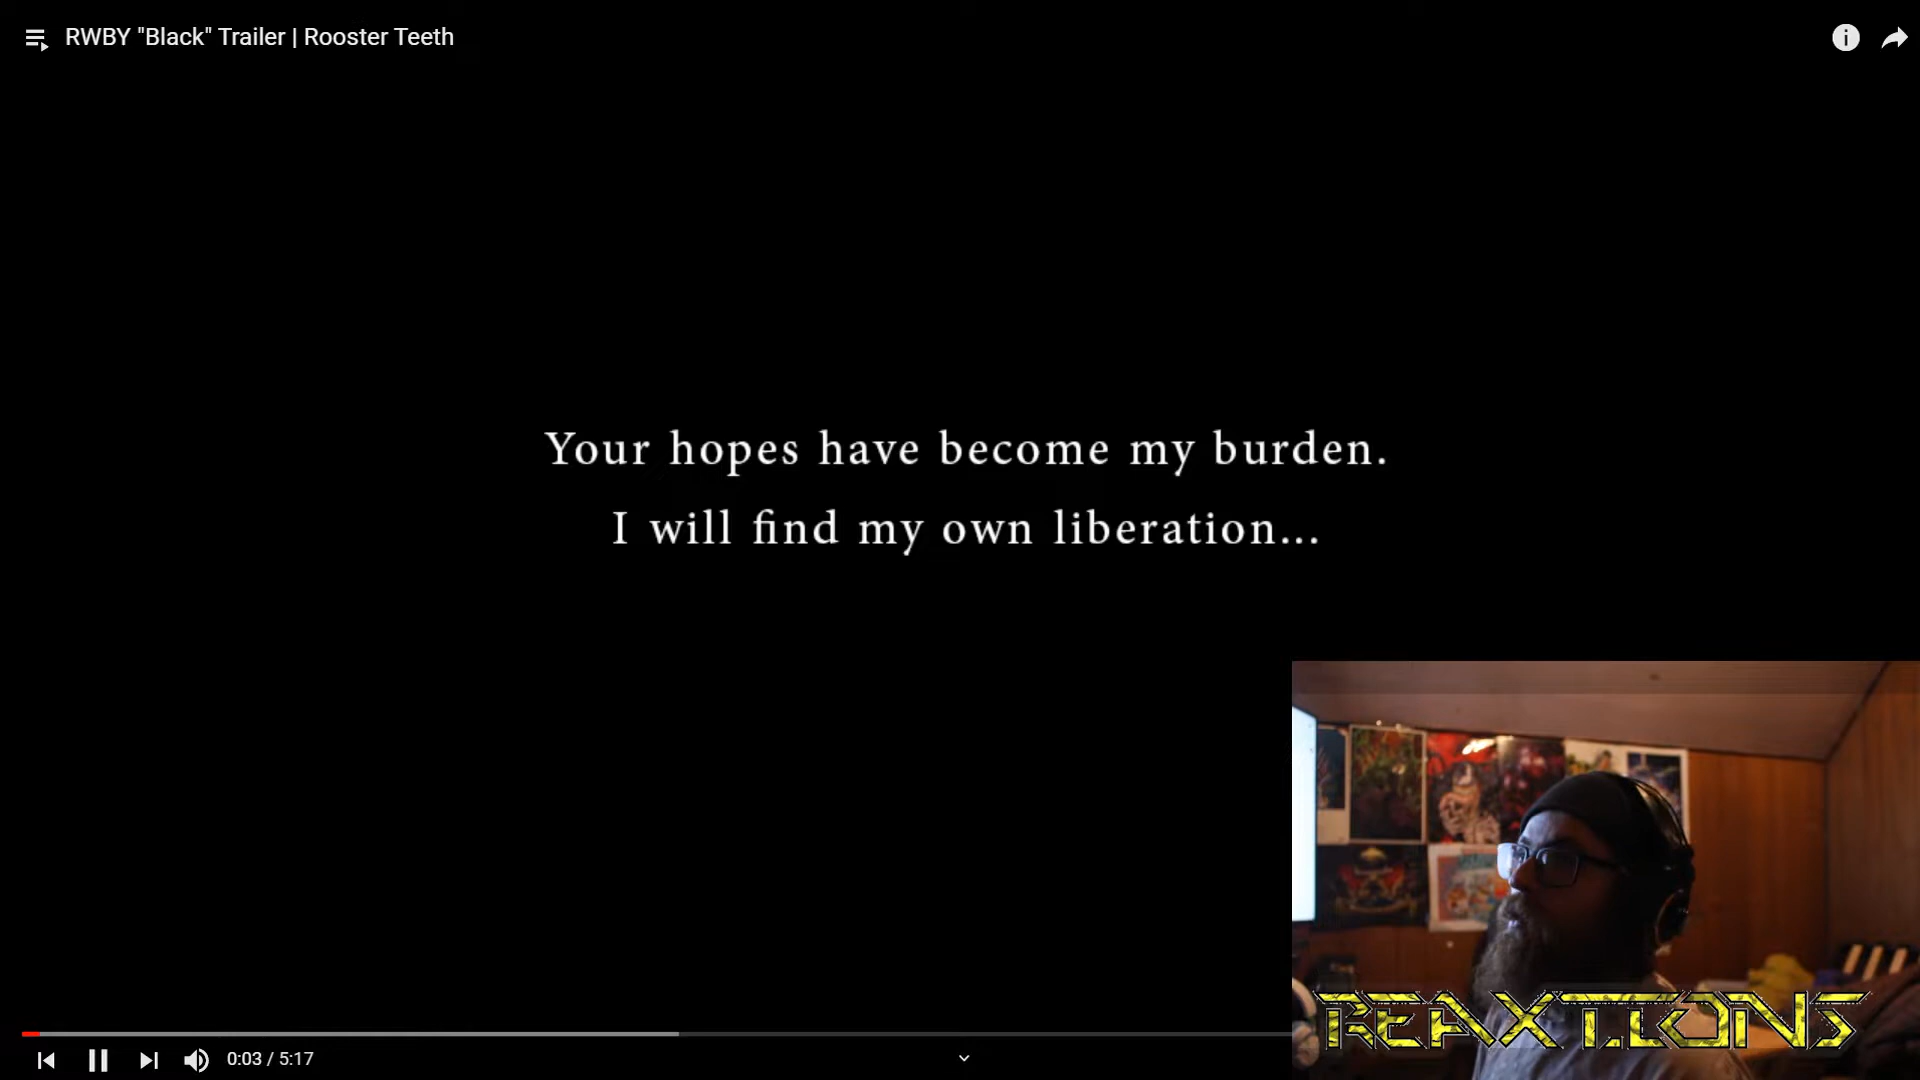 RWBY "Black" Trailer | Rooster Teeth
Your hopes have become my burden.
I will find my own liberation...
REAXTIONS
0:03 / 5:17